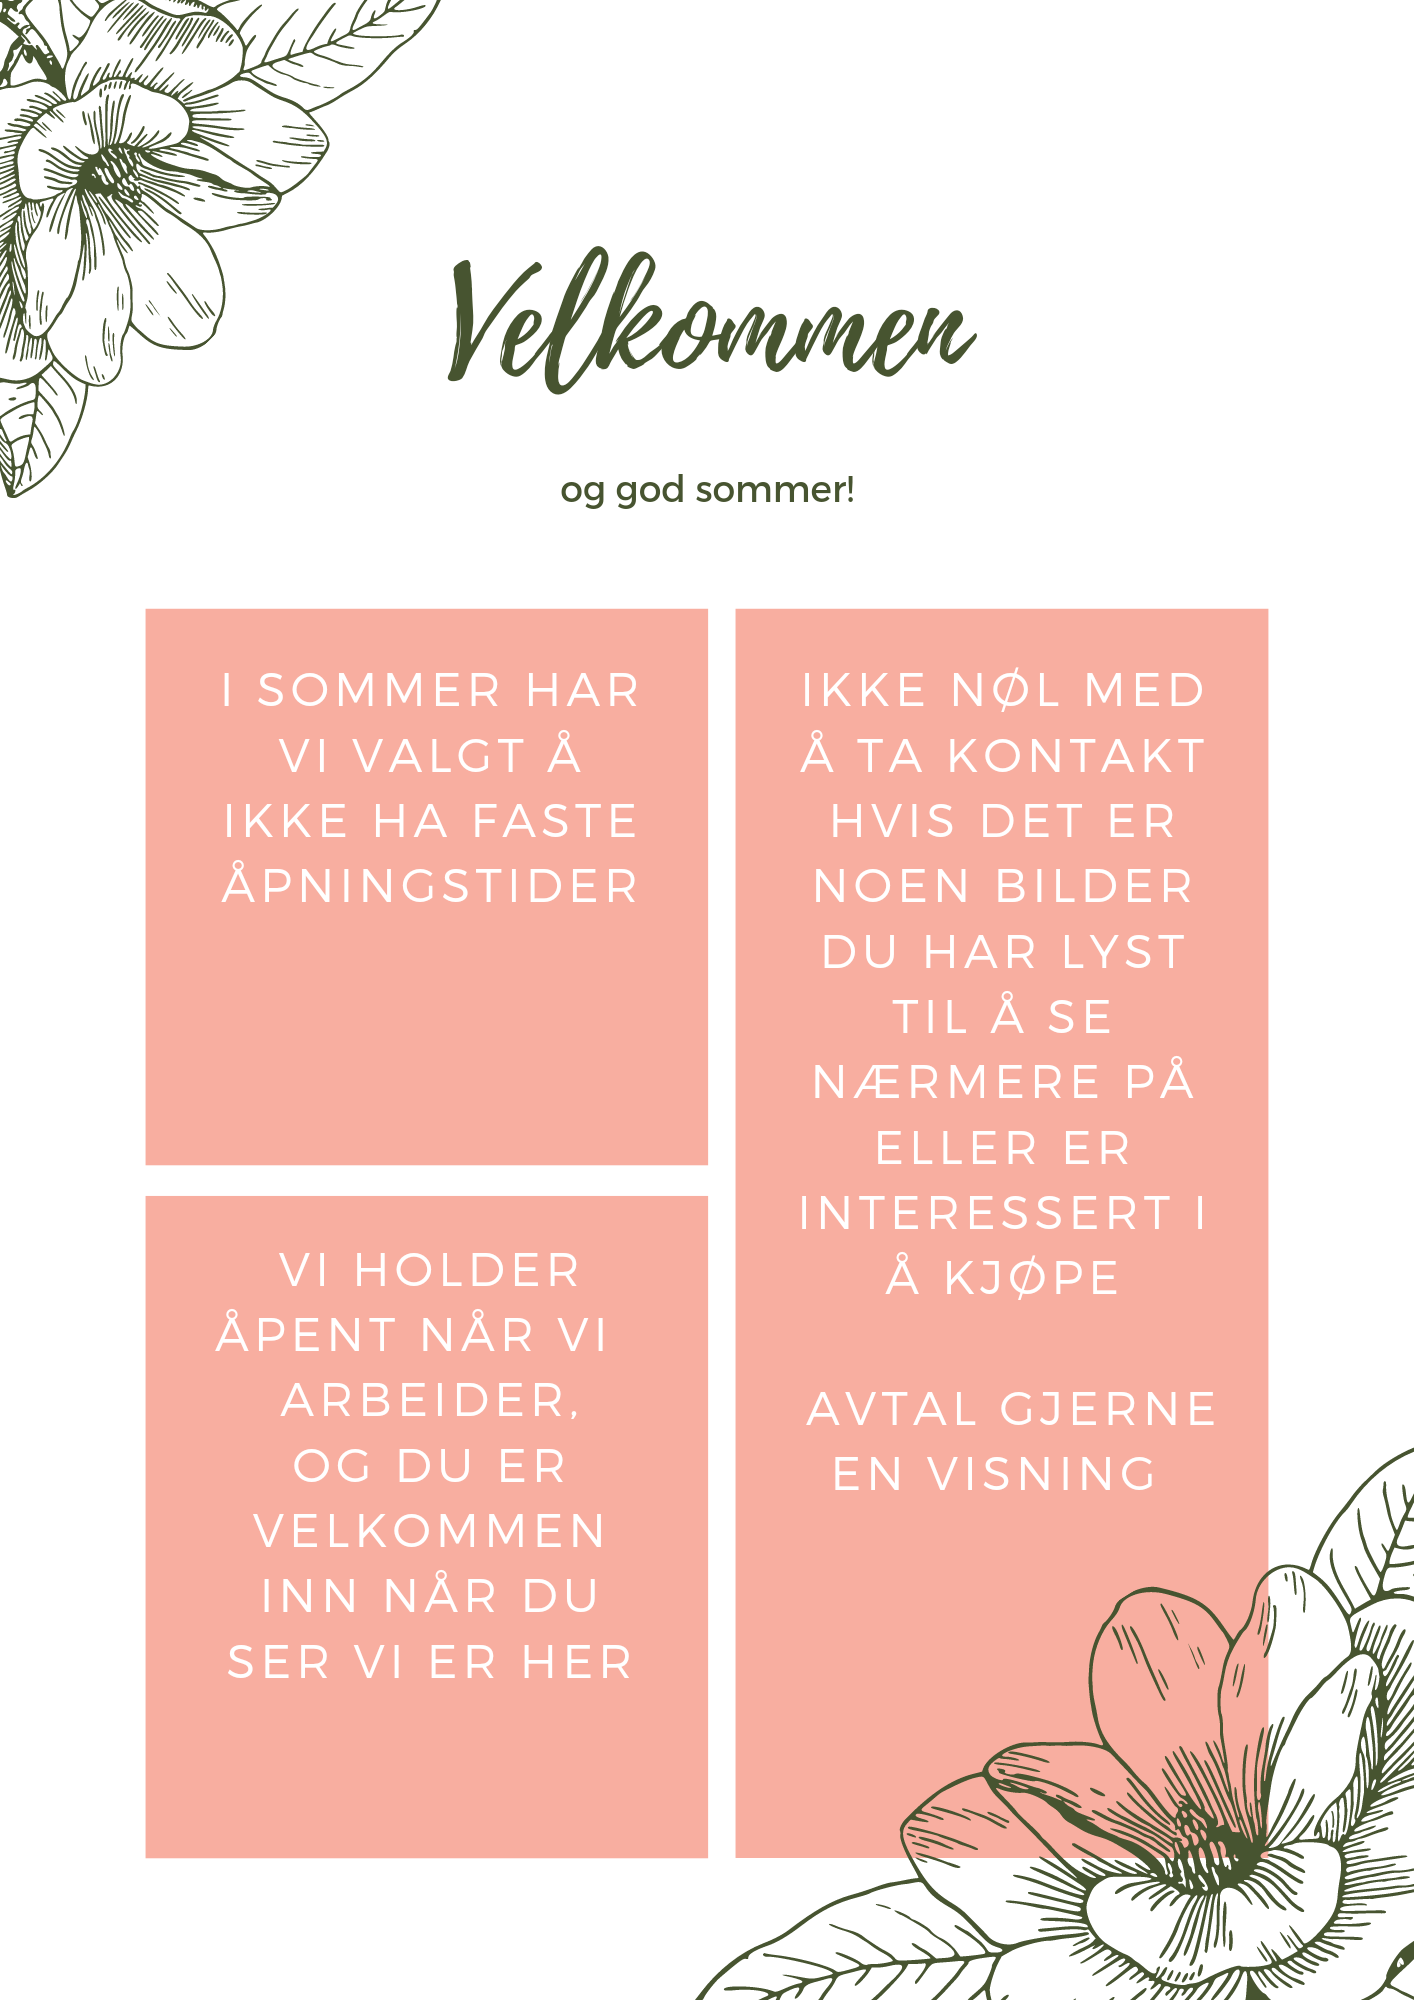 Velkommen
og god sommer!
I SOMMER HAR
VI VALGT Å
IKKE HA FASTE
ÅPNINGSTIDER
VI HOLDER
ÅPENT NÅR VI
ARBEIDER,
OG DU ER
VELKOMMEN
INN NÅR DU
SER VI ER HER
IKKE NØL MED
Å TA KONTAKT
HVIS DET ER
NOEN BILDER
DU HAR LYST
TIL Å SE
NÆRMERE PÅ
ELLER ER
INTERESSERT I
Å KJØPE
AVTAL GJERNE
EN VISNING